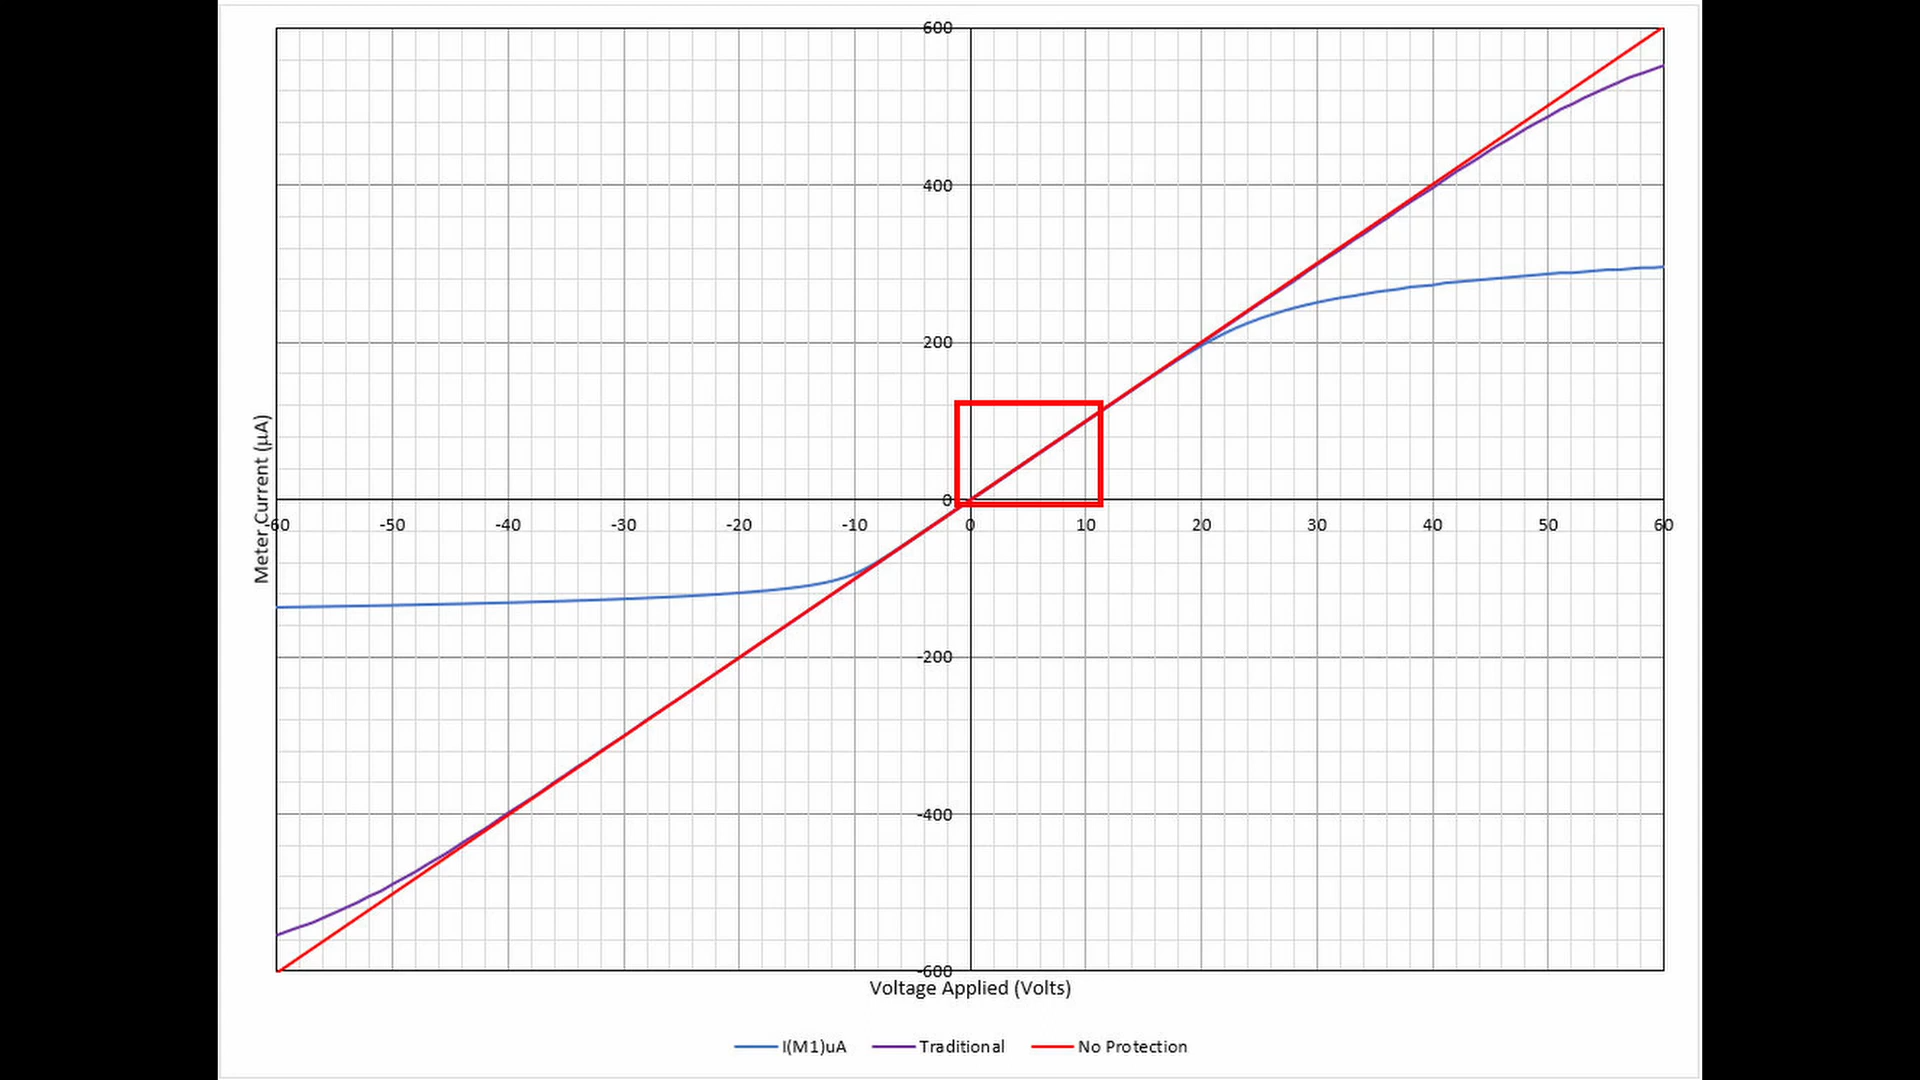 600
400
200
0
-60 -50 -40 -30 -20 -10 0 10 20 30 40 50 60
Meter Current (µA)
-200
-400
-600
Voltage Applied (Volts)
I(M1)uA Traditional No Protection